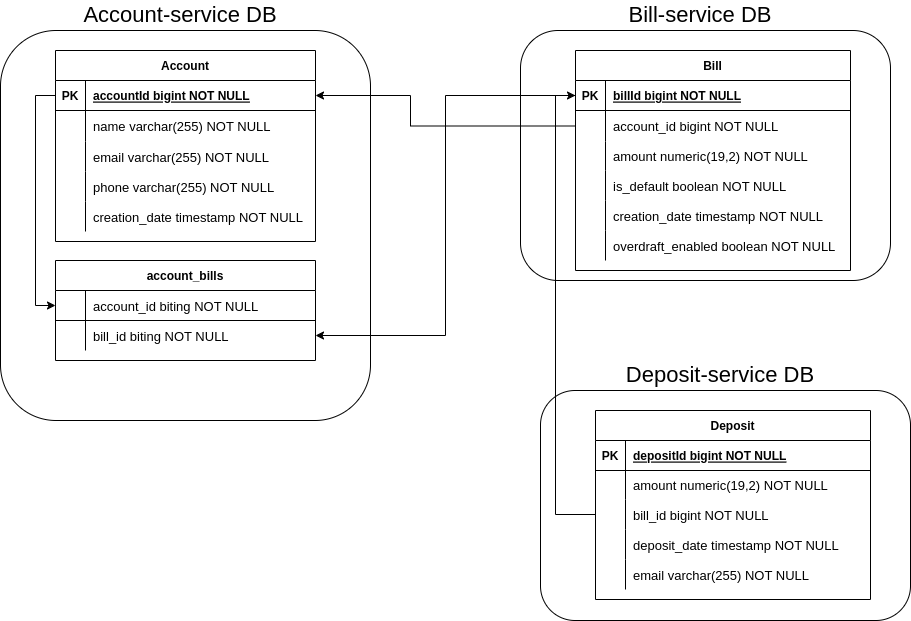 Account-service DB
Account
PK accountId bigint NOT NULL
name varchar(255) NOT NULL
email varchar(255) NOT NULL
phone varchar(255) NOT NULL
creation_date timestamp NOT NULL
account_bills
account_id biting NOT NULL
bill_id biting NOT NULL
Bill-service DB
Bill
PK billId bigint NOT NULL
account_id bigint NOT NULL
amount numeric(19,2) NOT NULL
is_default boolean NOT NULL
creation_date timestamp NOT NULL
overdraft_enabled boolean NOT NULL
Deposit-service DB
Deposit
PK depositId bigint NOT NULL
amount numeric(19,2) NOT NULL
bill_id bigint NOT NULL
deposit_date timestamp NOT NULL
email varchar(255) NOT NULL